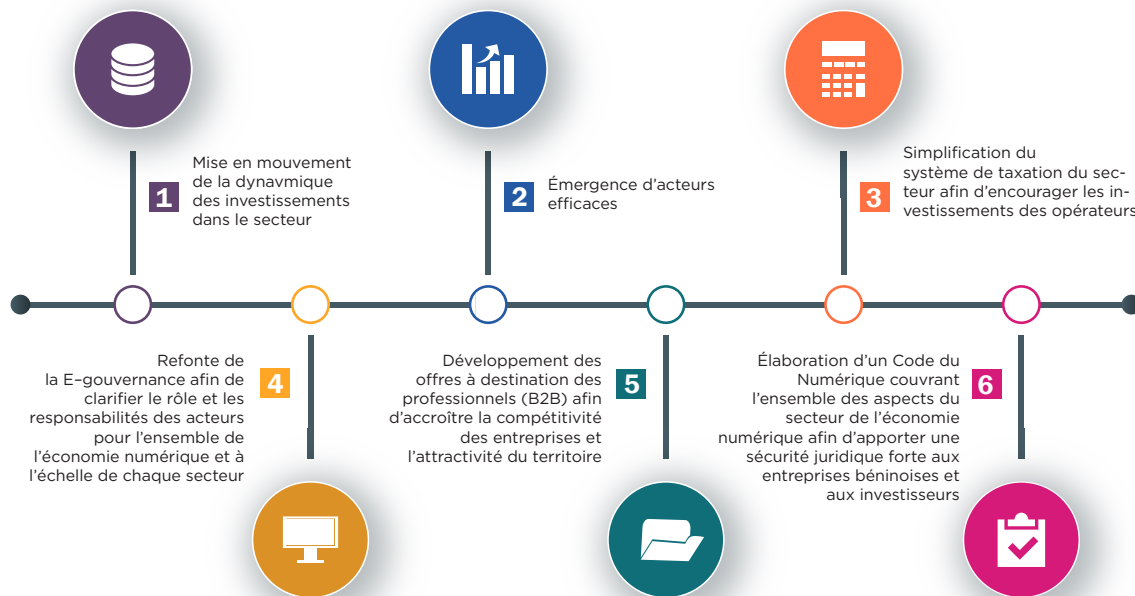 1
Mise en mouvement
de la dynavmique
des investissements
dans le secteur
2
Émergence d'acteurs
efficaces
3
Simplification du
système de taxation du sec-
teur afin d'encourager les in-
vestissements des opérateurs
4
Refonte de
la E-gouvernance afin de
clarifier le rôle et les
responsabilités des acteurs
pour l'ensemble de
l'économie numérique et à
l'échelle de chaque secteur
5
Développement des
offres à destination des
professionnels (B2B) afin
d'accroître la compétitivité
des entreprises et
l'attractivité du territoire
6
Élaboration d'un Code du
Numérique couvrant
l'ensemble des aspects du
secteur de l'économie
numérique afin d'apporter une
sécurité juridique forte aux
entreprises béninoises et
aux investisseurs